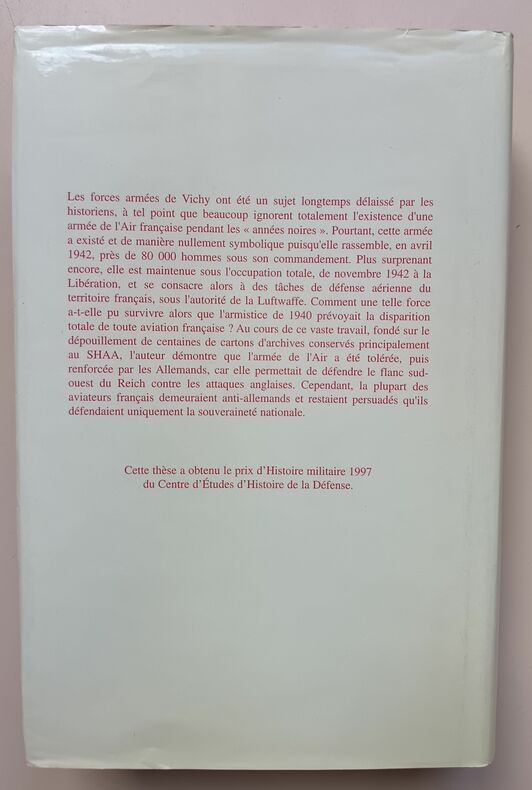 Les forces armées de Vichy ont été un sujet longtemps délaissé par les
historiens, à tel point que beaucoup ignorent totalement l'existence d'une
armée de l'Air française pendant les « années noires ». Pourtant, cette armée
a existé et de manière nullement symbolique puisqu'elle rassemble, en avril
1942, près de 80 000 hommes sous son commandement. Plus surprenant
encore, elle est maintenue sous l'occupation totale, de novembre 1942 à la
Libération, et se consacre alors à des tâches de défense aérienne du
territoire français, sous l'autorité de la Luftwaffe. Comment une telle force
a-t-elle pu survivre alors que l'armistice de 1940 prévoyait la disparition
totale de toute aviation française ? Au cours de ce vaste travail, fondé sur le
dépouillement de centaines de cartons d'archives conservés principalement
au SHAA, l'auteur démontre que l'armée de l'Air a été tolérée, puis
renforcée par les Allemands, car elle permettait de défendre le flanc sud-
ouest du Reich contre les attaques anglaises. Cependant, la plupart des
aviateurs français demeuraient anti-allemands et restaient persuadés qu'ils
défendaient uniquement la souveraineté nationale.
Cette thèse a obtenu le prix d'Histoire militaire 1997
du Centre d'Études d'Histoire de la Défense.